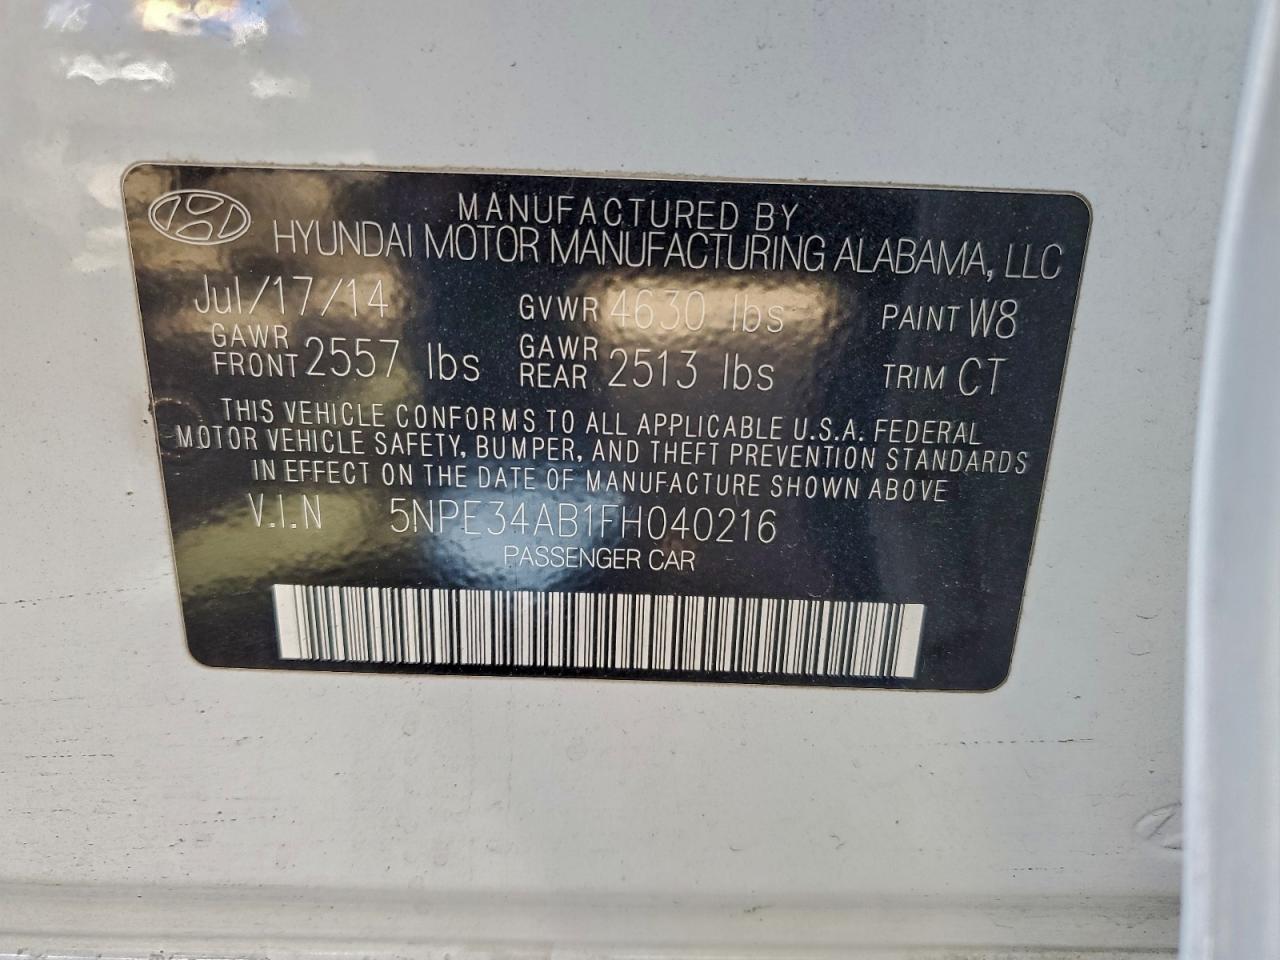 MANUFACTURED BY
HYUNDAI MOTOR MANUFACTURING ALABAMA, LLC
Jul/17/14 GVWR 4630 lbs PAINT W8
GAWR FRONT 2557 lbs GAWR REAR 2513 lbs TRIM CT
THIS VEHICLE CONFORMS TO ALL APPLICABLE U.S.A. FEDERAL
MOTOR VEHICLE SAFETY, BUMPER, AND THEFT PREVENTION STANDARDS
IN EFFECT ON THE DATE OF MANUFACTURE SHOWN ABOVE
V.I.N 5NPE34AB1FH040216
PASSENGER CAR